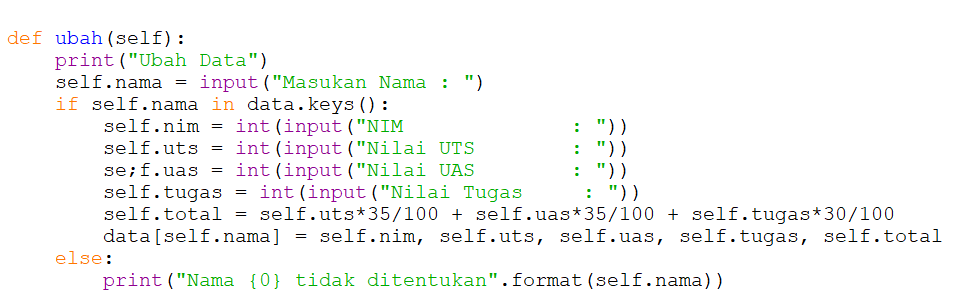 def ubah(self):
    print("Ubah Data")
    self.nama = input("Masukan Nama : ")
    if self.nama in data.keys():
        self.nim = int(input("NIM              : "))
        self.uts = int(input("Nilai UTS        : "))
        se;f.uas = int(input("Nilai UAS        : "))
        self.tugas = int(input("Nilai Tugas     : "))
        self.total = self.uts*35/100 + self.uas*35/100 + self.tugas*30/100
        data[self.nama] = self.nim, self.uts, self.uas, self.tugas, self.total
    else:
        print("Nama {0} tidak ditentukan".format(self.nama))